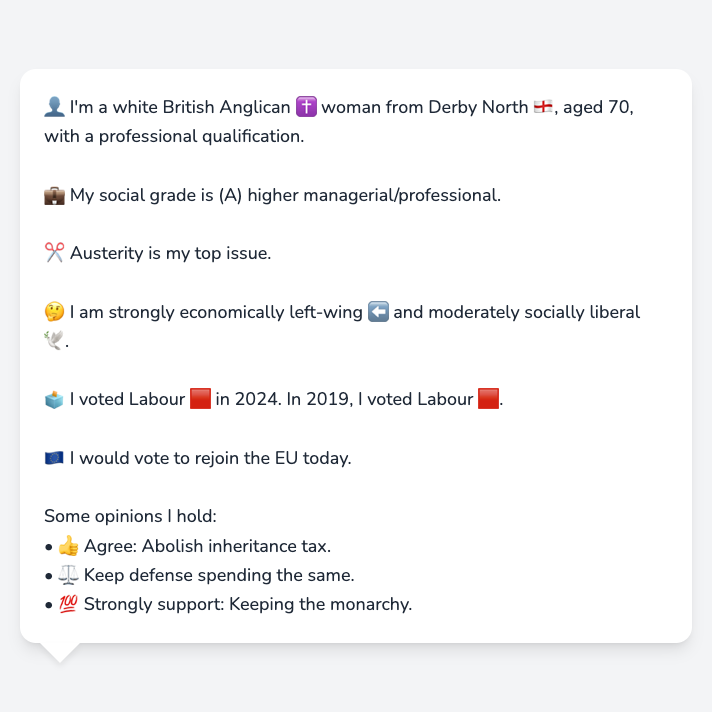 👤 I'm a white British Anglican ✝️ woman from Derby North 🏴󠁧󠁢󠁥󠁮󠁧󠁿, aged 70,
with a professional qualification.
💼 My social grade is (A) higher managerial/professional.
✂️ Austerity is my top issue.
🤔 I am strongly economically left-wing ⬅️ and moderately socially liberal
🕊️.
🗳️ I voted Labour 🟥 in 2024. In 2019, I voted Labour 🟥.
🇪🇺 I would vote to rejoin the EU today.
Some opinions I hold:
• 👍 Agree: Abolish inheritance tax.
• ⚖️ Keep defense spending the same.
• 💯 Strongly support: Keeping the monarchy.